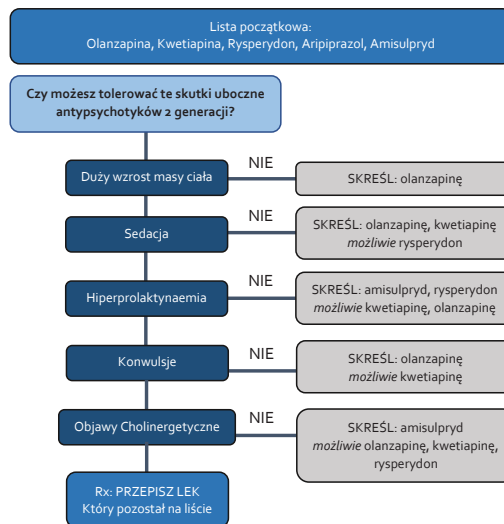 Lista początkowa:
Olanzapina, Kwetiapina, Rysperydon, Aripiprazol, Amisulpryd
Czy możesz tolerować te skutki uboczne
antypsychotyków 2 generacji?
Duży wzrost masy ciała
NIE
SKREŚL: olanzapinę
Sedacja
NIE
SKREŚL: olanzapinę, kwetiapinę
możliwie rysperydon
Hiperprolaktynaemia
NIE
SKREŚL: amisulpryd, rysperydon
możliwie kwetiapinę, olanzapinę
Konwulsje
NIE
SKREŚL: olanzapinę
możliwie kwetiapinę
Objawy Cholinergetyczne
NIE
SKREŚL: amisulpryd
możliwie olanzapinę, kwetiapinę,
rysperydon
Rx: PRZEPISZ LEK
Który pozostał na liście